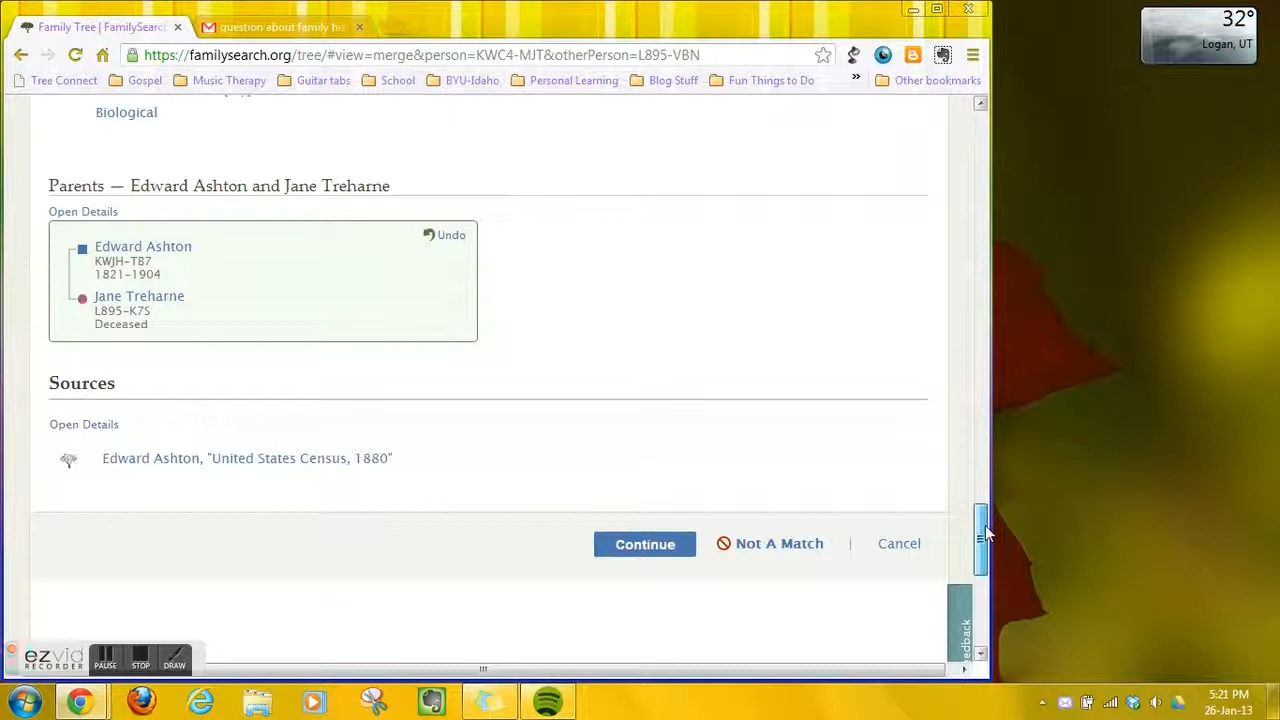 Family Tree | FamilySearch
question about family his
32°
Logan, UT
https://familysearch.org/tree/#view=merge&person=KWC4-MJT&otherPerson=L895-VBN
Tree Connect
Gospel
Music Therapy
Guitar tabs
School
BYU-Idaho
Personal Learning
Blog Stuff
Fun Things to Do
»
Other bookmarks
Biological
Parents — Edward Ashton and Jane Treharne
Open Details
Undo
Edward Ashton
KWJH-TB7
1821-1904
Jane Treharne
L895-K7S
Deceased
Sources
Open Details
Edward Ashton, "United States Census, 1880"
Continue
Not A Match
|
Cancel
edback
ezvid
RECORDER
PAUSE
STOP
DRAW
5:21 PM
26-Jan-13